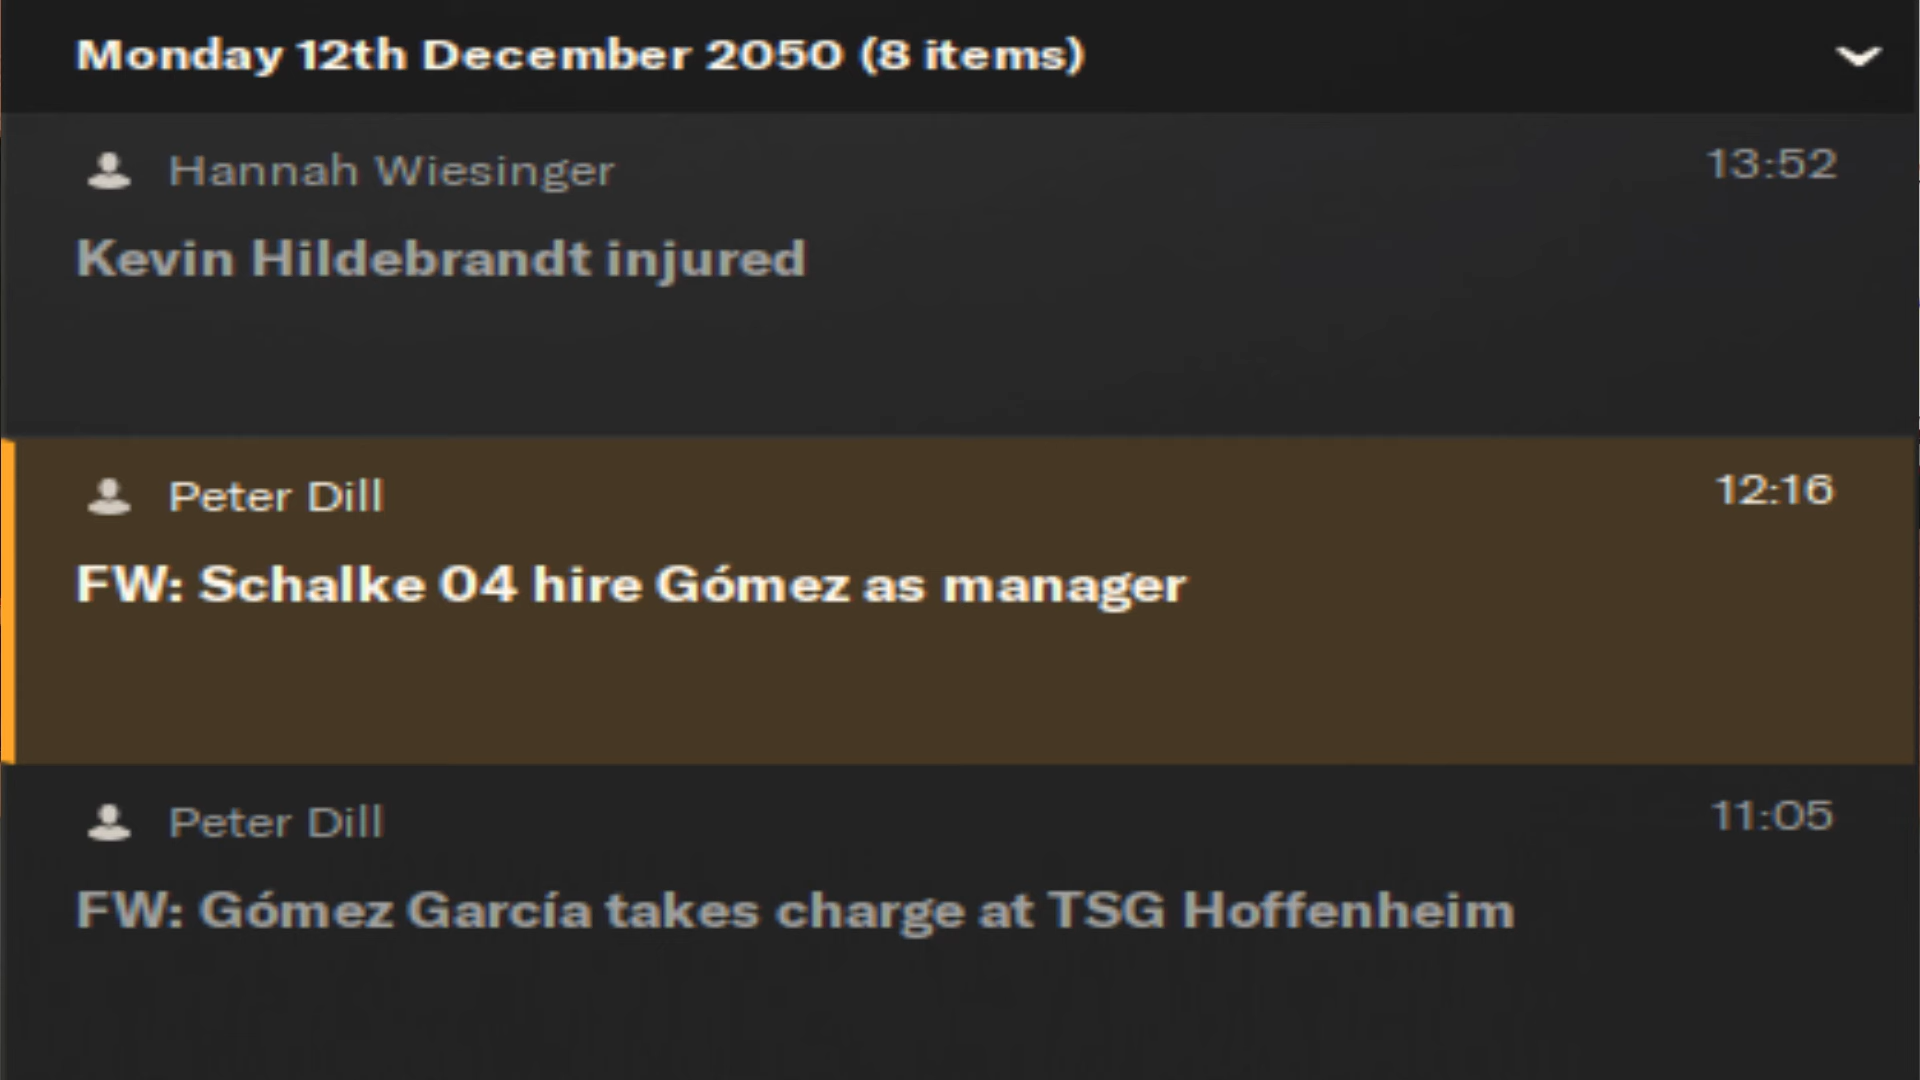 Monday 12th December 2050 (8 items)
Hannah Wiesinger 13:52
Kevin Hildebrandt injured
Peter Dill 12:16
FW: Schalke 04 hire Gómez as manager
Peter Dill 11:05
FW: Gómez García takes charge at TSG Hoffenheim